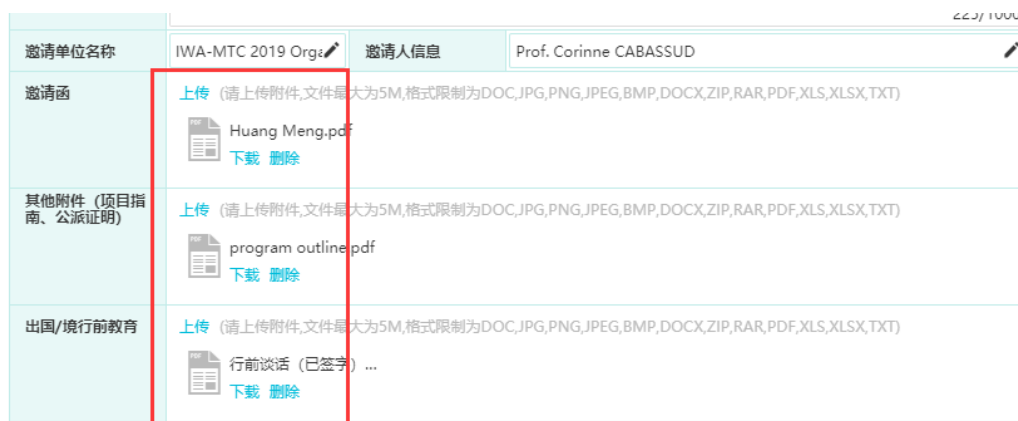 225/1000
邀请单位名称 IWA-MTC 2019 Orga 邀请人信息 Prof. Corinne CABASSUD
邀请函 上传 (请上传附件,文件最大为5M,格式限制为DOC,JPG,PNG,JPEG,BMP,DOCX,ZIP,RAR,PDF,XLS,XLSX,TXT)
PDF Huang Meng.pdf
下载 删除
其他附件（项目指
南、公派证明) 上传 (请上传附件,文件最大为5M,格式限制为DOC,JPG,PNG,JPEG,BMP,DOCX,ZIP,RAR,PDF,XLS,XLSX,TXT)
PDF program outline.pdf
下载 删除
出国/境行前教育 上传 (请上传附件,文件最大为5M,格式限制为DOC,JPG,PNG,JPEG,BMP,DOCX,ZIP,RAR,PDF,XLS,XLSX,TXT)
PDF 行前谈话（已签字）...
下载 删除